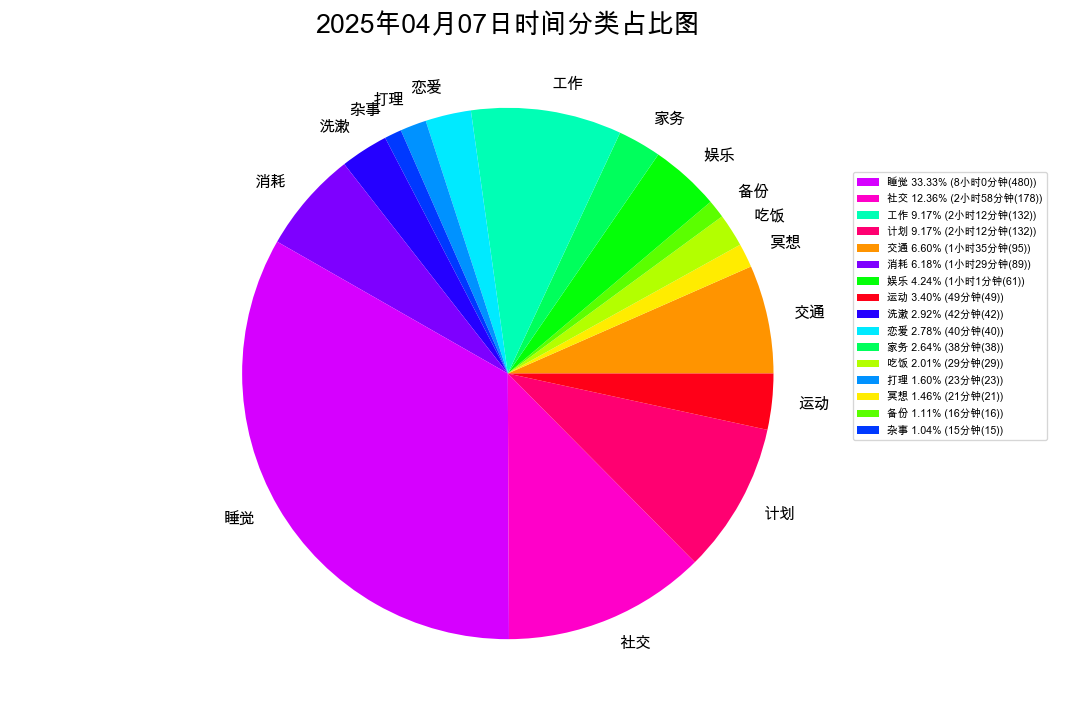 2025年04月07日时间分类占比图
工作
恋爱
打理
杂事
洗漱
消耗
睡觉
家务
娱乐
备份
吃饭
冥想
交通
运动
计划
社交
睡觉 33.33% (8小时0分钟(480))
社交 12.36% (2小时58分钟(178))
工作 9.17% (2小时12分钟(132))
计划 9.17% (2小时12分钟(132))
交通 6.60% (1小时35分钟(95))
消耗 6.18% (1小时29分钟(89))
娱乐 4.24% (1小时1分钟(61))
运动 3.40% (49分钟(49))
洗漱 2.92% (42分钟(42))
恋爱 2.78% (40分钟(40))
家务 2.64% (38分钟(38))
吃饭 2.01% (29分钟(29))
打理 1.60% (23分钟(23))
冥想 1.46% (21分钟(21))
备份 1.11% (16分钟(16))
杂事 1.04% (15分钟(15))